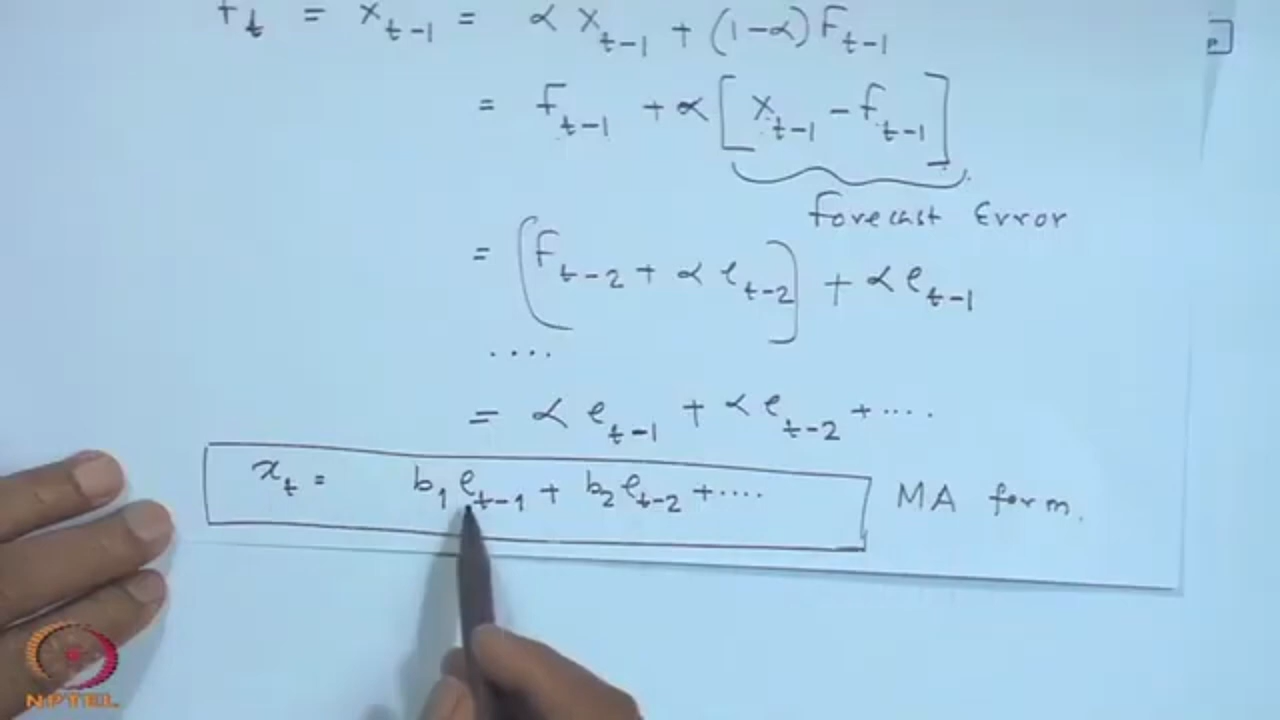 F_t = x_{t-1} = α x_{t-1} + (1-α) F_{t-1}
= F_{t-1} + α [x_{t-1} - F_{t-1}]
Forecast Error
= (F_{t-2} + α e_{t-2}] + α e_{t-1}
....
= α e_{t-1} + α e_{t-2} + ....
x_t = b_1 e_{t-1} + b_2 e_{t-2} + .... MA form.
NPTEL